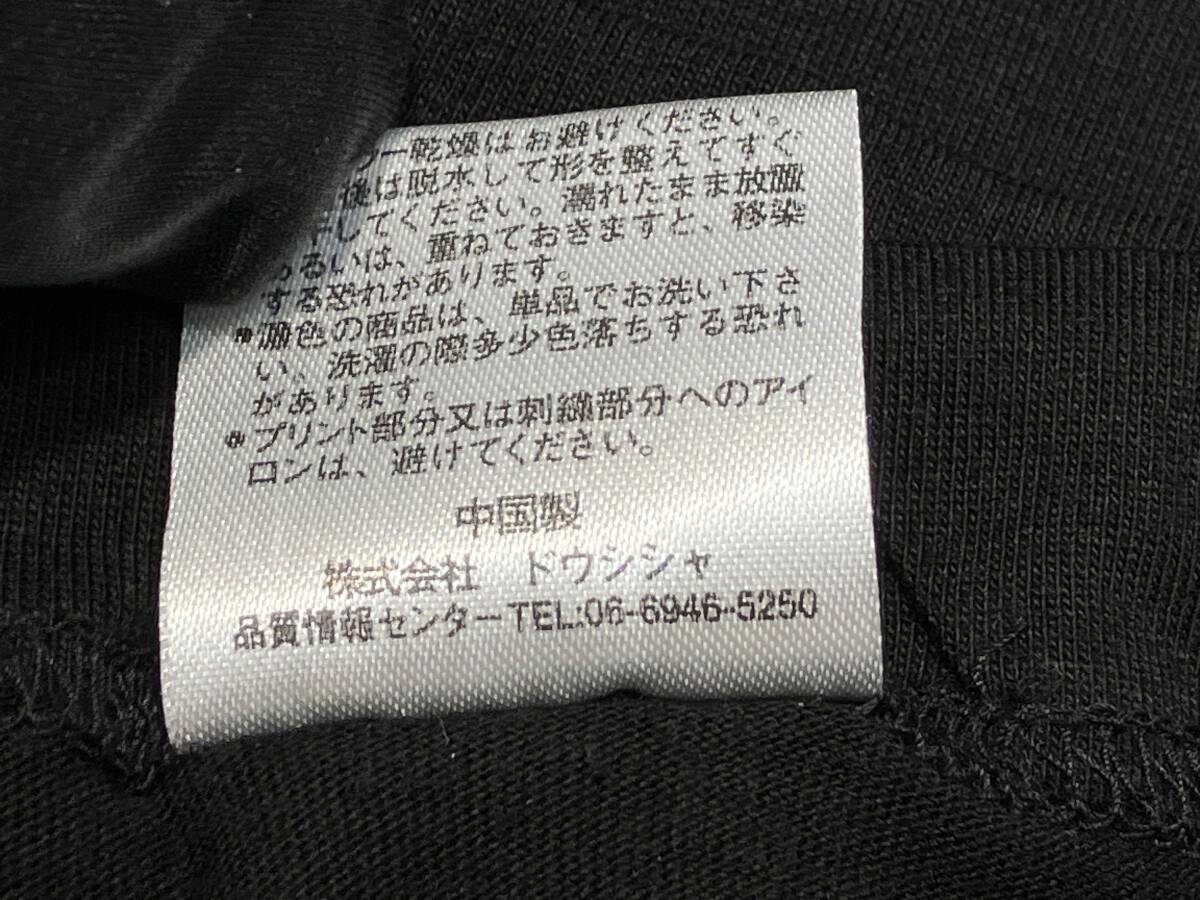 ー乾燥はお避けください。
後は脱水して形を整えてすぐ
干してください。濡れたまま放置
あるいは、重ねておきますと、移染
する恐れがあります。
●濃色の商品は、単品でお洗い下さ
い、洗濯の際多少色落ちする恐れ
があります。
●プリント部分又は刺繍部分へのアイ
ロンは、避けてください。
中国製
株式会社 ドウシシャ
品質情報センターTEL:06-6946-5250